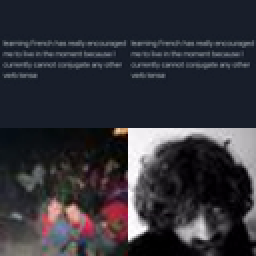 learning French has really encouraged
me to live in the moment because I
currently cannot conjugate any other
verb tense
learning French has really encouraged
me to live in the moment because I
currently cannot conjugate any other
verb tense